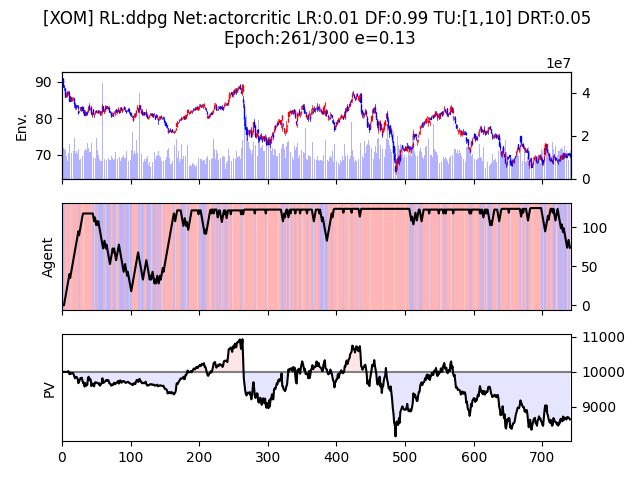 [XOM] RL:ddpg Net:actorcritic LR:0.01 DF:0.99 TU:[1,10] DRT:0.05
Epoch:261/300 e=0.13
1e7
Env.
90
80
70
4
2
0
Agent
100
50
0
PV
11000
10000
9000
0 100 200 300 400 500 600 700